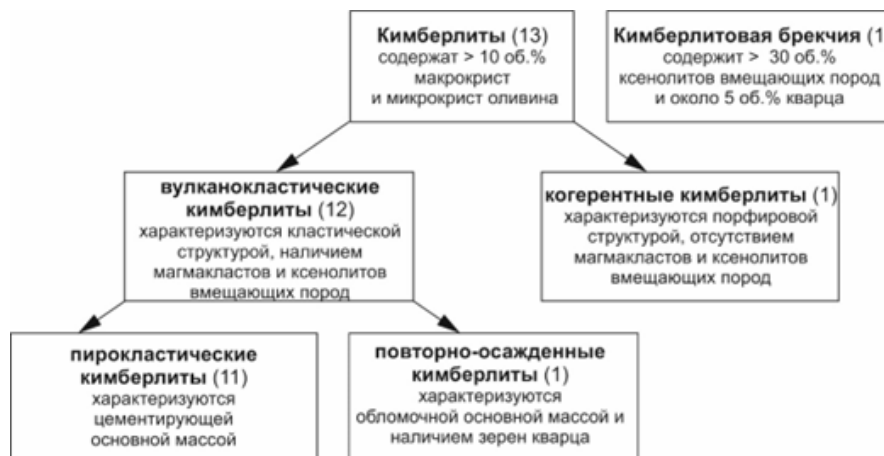 Кимберлиты (13)
содержат > 10 об.%
макрокрист
и микрокрист оливина
Кимберлитовая брекчия (1
содержит > 30 об.%
ксенолитов вмещающих пород
и около 5 об.% кварца
вулканокластические
кимберлиты (12)
характеризуются кластической
структурой, наличием
магмакластов и ксенолитов
вмещающих пород
когерентные кимберлиты (1)
характеризуются порфировой
структурой, отсутствием
магмакластов и ксенолитов
вмещающих пород
пирокластические
кимберлиты (11)
характеризуются
цементирующей
основной массой
повторно-осажденные
кимберлиты (1)
характеризуются
обломочной основной массой и
наличием зерен кварца